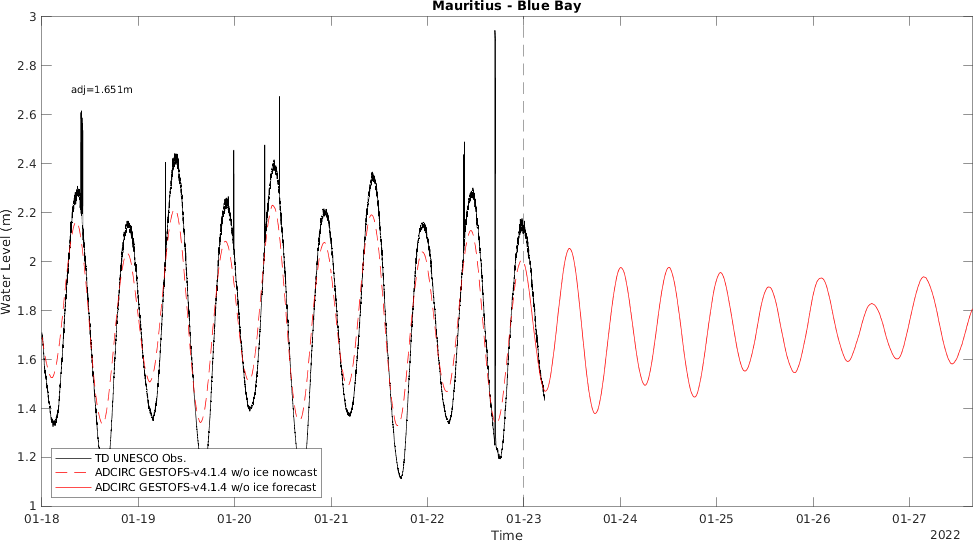 Mauritius - Blue Bay
3
2.8
2.6
2.4
2.2
2
1.8
1.6
1.4
1.2
1
Water Level (m)
adj=1.651m
TD UNESCO Obs.
ADCIRC GESTOFS-v4.1.4 w/o ice nowcast
ADCIRC GESTOFS-v4.1.4 w/o ice forecast
01-18 01-19 01-20 01-21 01-22 01-23 01-24 01-25 01-26 01-27
Time
2022